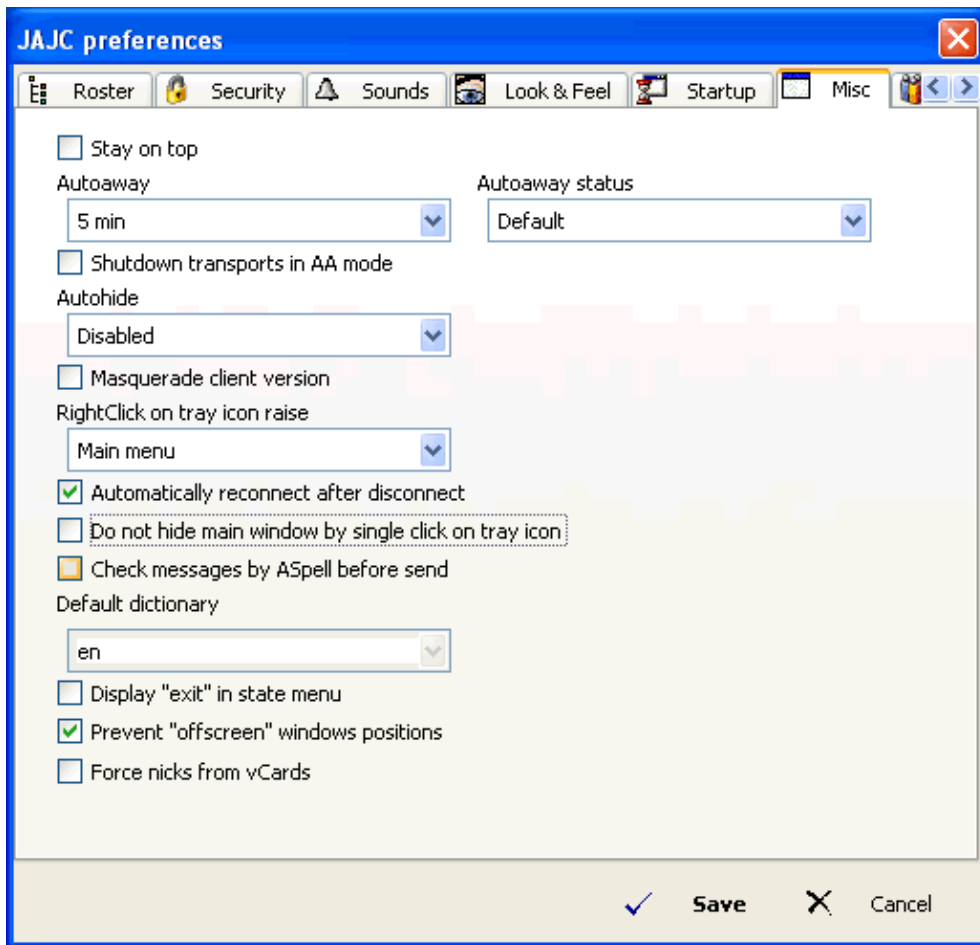 JAJC preferences
Roster Security Sounds Look & Feel Startup Misc
Stay on top
Autoaway Autoaway status
5 min Default
Shutdown transports in AA mode
Autohide
Disabled
Masquerade client version
RightClick on tray icon raise
Main menu
Automatically reconnect after disconnect
Do not hide main window by single click on tray icon
Check messages by ASpell before send
Default dictionary
en
Display "exit" in state menu
Prevent "offscreen" windows positions
Force nicks from vCards
Save Cancel